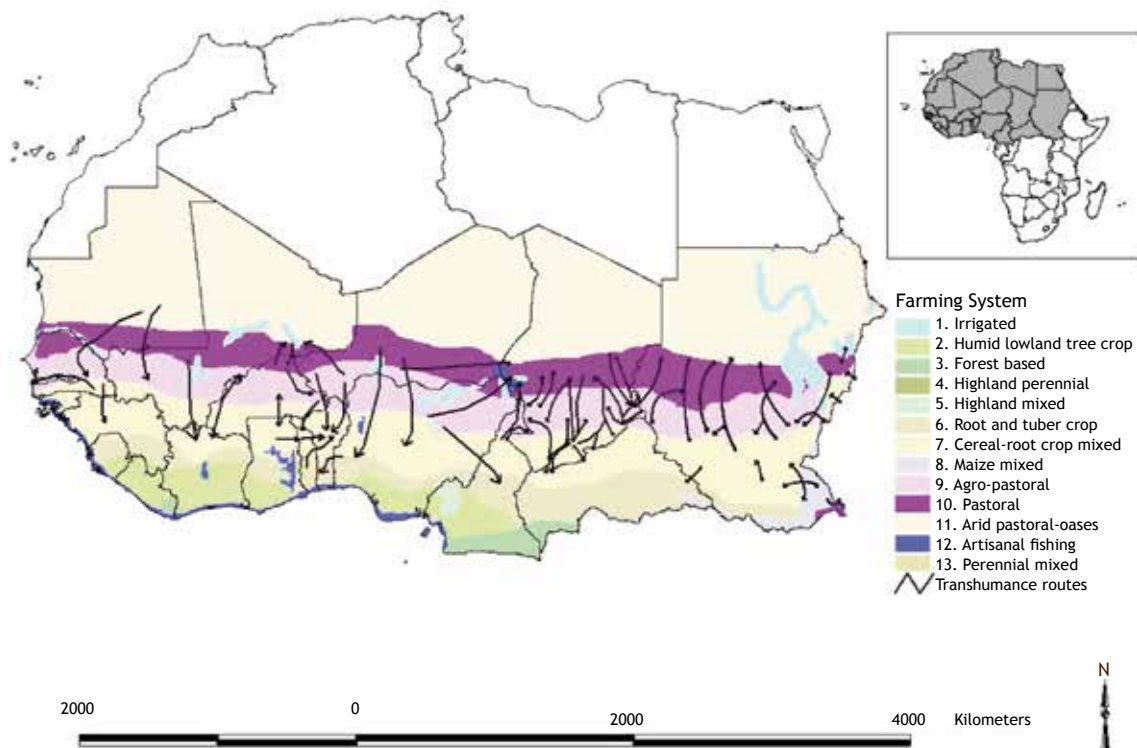 Farming System
1. Irrigated
2. Humid lowland tree crop
3. Forest based
4. Highland perennial
5. Highland mixed
6. Root and tuber crop
7. Cereal-root crop mixed
8. Maize mixed
9. Agro-pastoral
10. Pastoral
11. Arid pastoral-oases
12. Artisanal fishing
13. Perennial mixed
Transhumance routes
N
2000 0 2000 4000 Kilometers